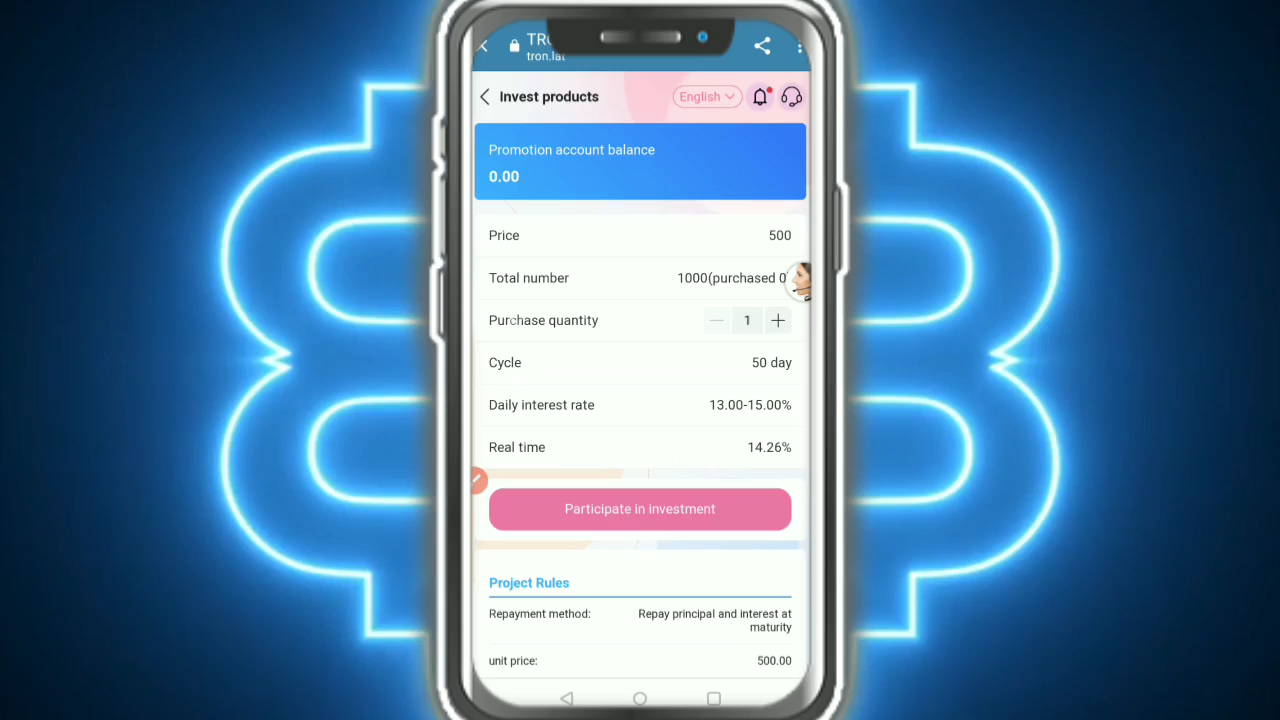 tron.lat
Invest products
English
Promotion account balance
0.00
Price 500
Total number 1000(purchased 0
Purchase quantity 1
Cycle 50 day
Daily interest rate 13.00-15.00%
Real time 14.26%
Participate in investment
Project Rules
Repayment method: Repay principal and interest at
maturity
unit price: 500.00